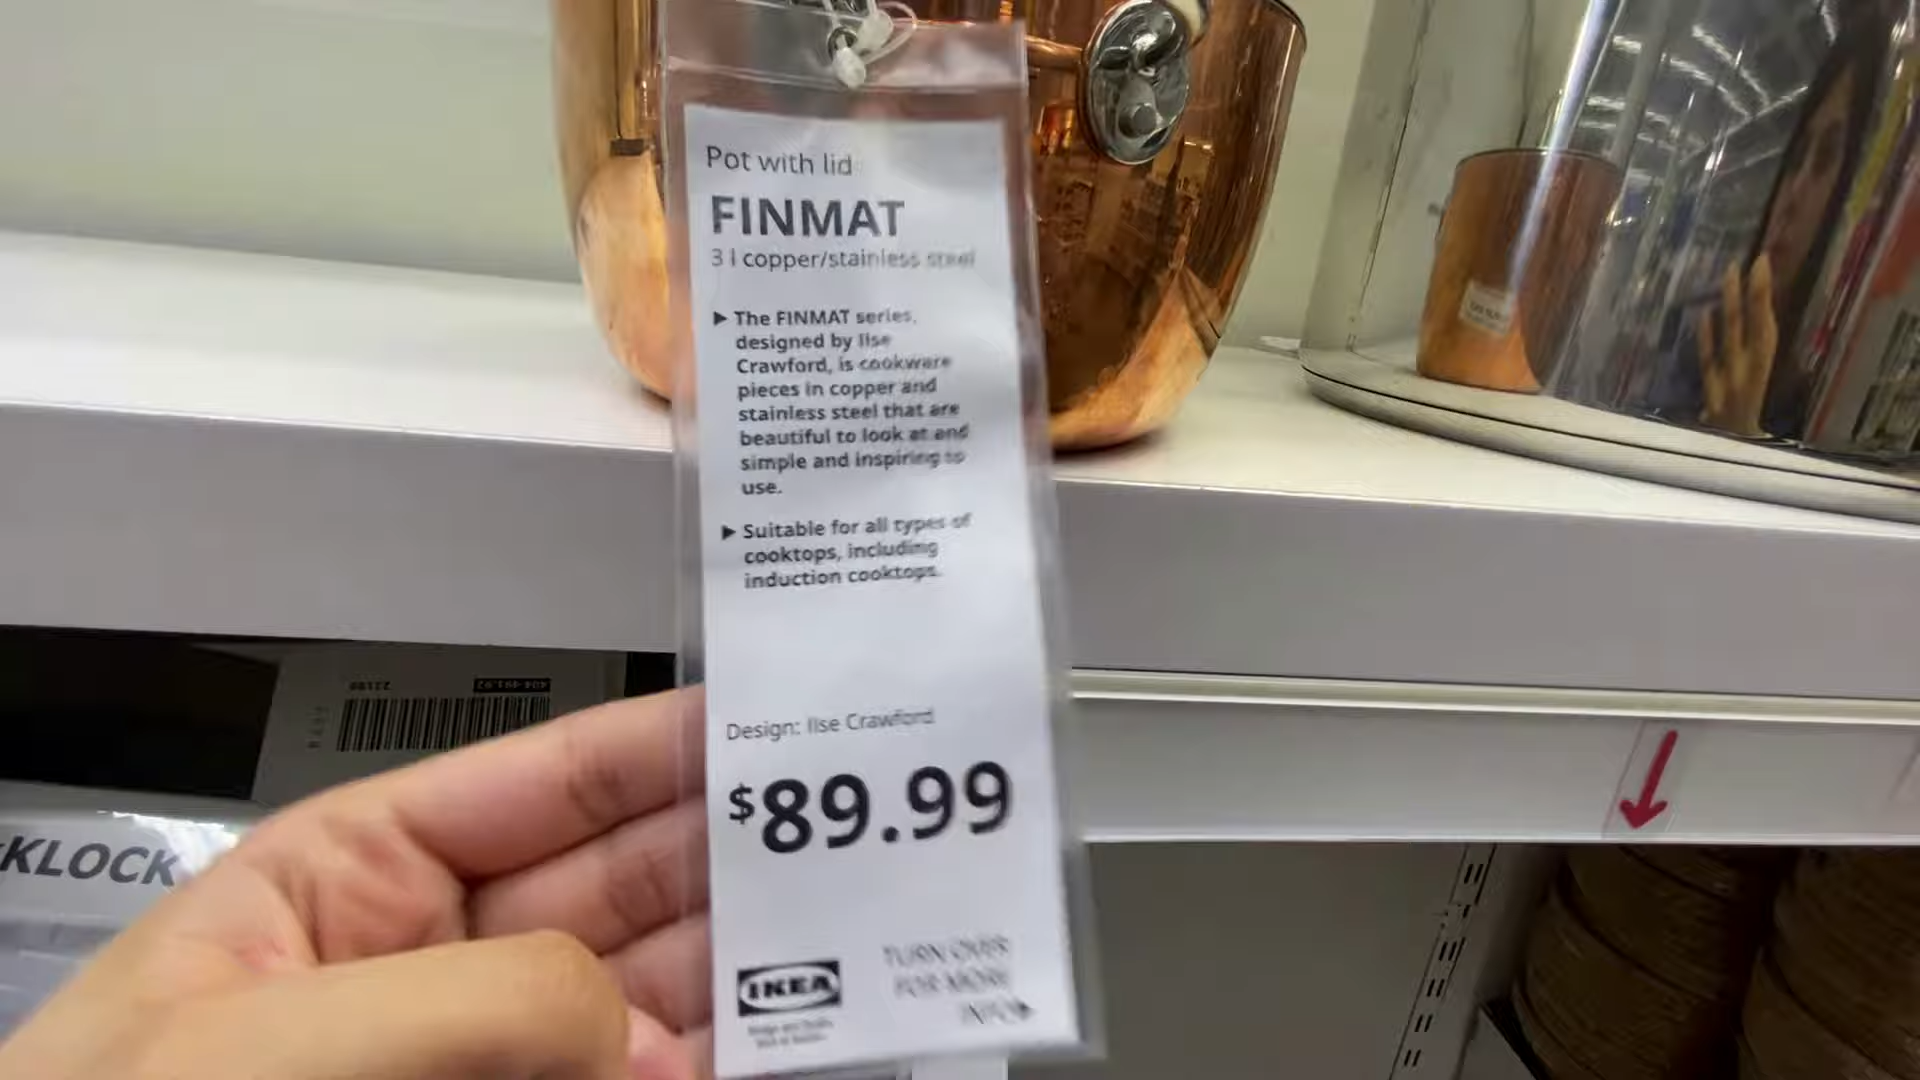 Pot with lid
FINMAT
3 l copper/stainless steel
▶ The FINMAT series,
designed by Ilse
Crawford, is cookware
pieces in copper and
stainless steel that are
beautiful to look at and
simple and inspiring to
use.
▶ Suitable for all types of
cooktops, including
induction cooktops.
Design: Ilse Crawford
$89.99
IKEA
TURN OVER
FOR MORE
INFO
KLOCK